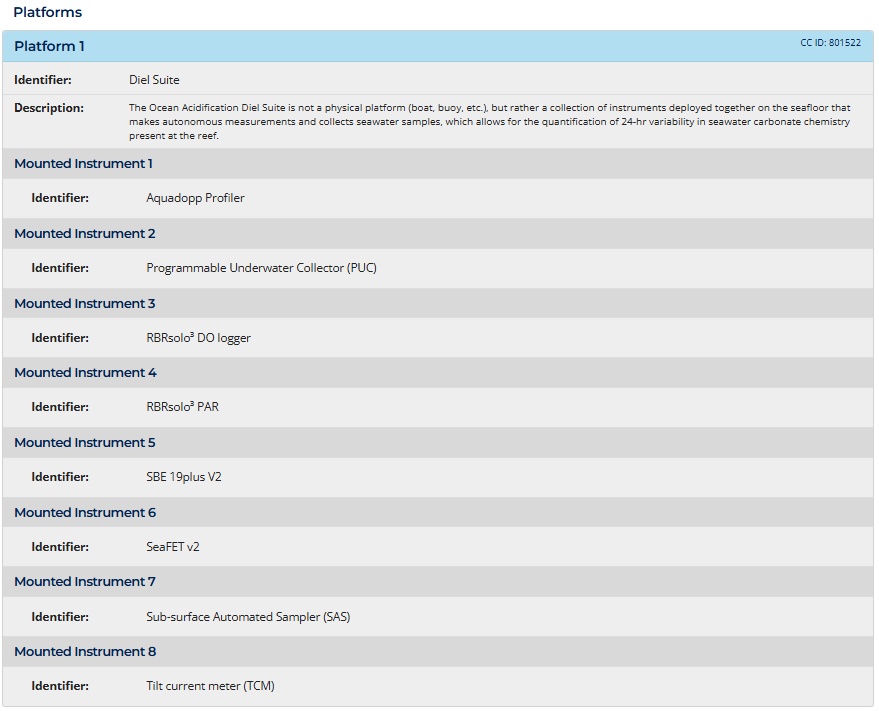 Platforms
Platform 1 CC ID: 801522
Identifier: Diel Suite
Description: The Ocean Acidification Diel Suite is not a physical platform (boat, buoy, etc.), but rather a collection of instruments deployed together on the seafloor that
makes autonomous measurements and collects seawater samples, which allows for the quantification of 24-hr variability in seawater carbonate chemistry
present at the reef.
Mounted Instrument 1
Identifier: Aquadopp Profiler
Mounted Instrument 2
Identifier: Programmable Underwater Collector (PUC)
Mounted Instrument 3
Identifier: RBRsolo³ DO logger
Mounted Instrument 4
Identifier: RBRsolo³ PAR
Mounted Instrument 5
Identifier: SBE 19plus V2
Mounted Instrument 6
Identifier: SeaFET v2
Mounted Instrument 7
Identifier: Sub-surface Automated Sampler (SAS)
Mounted Instrument 8
Identifier: Tilt current meter (TCM)